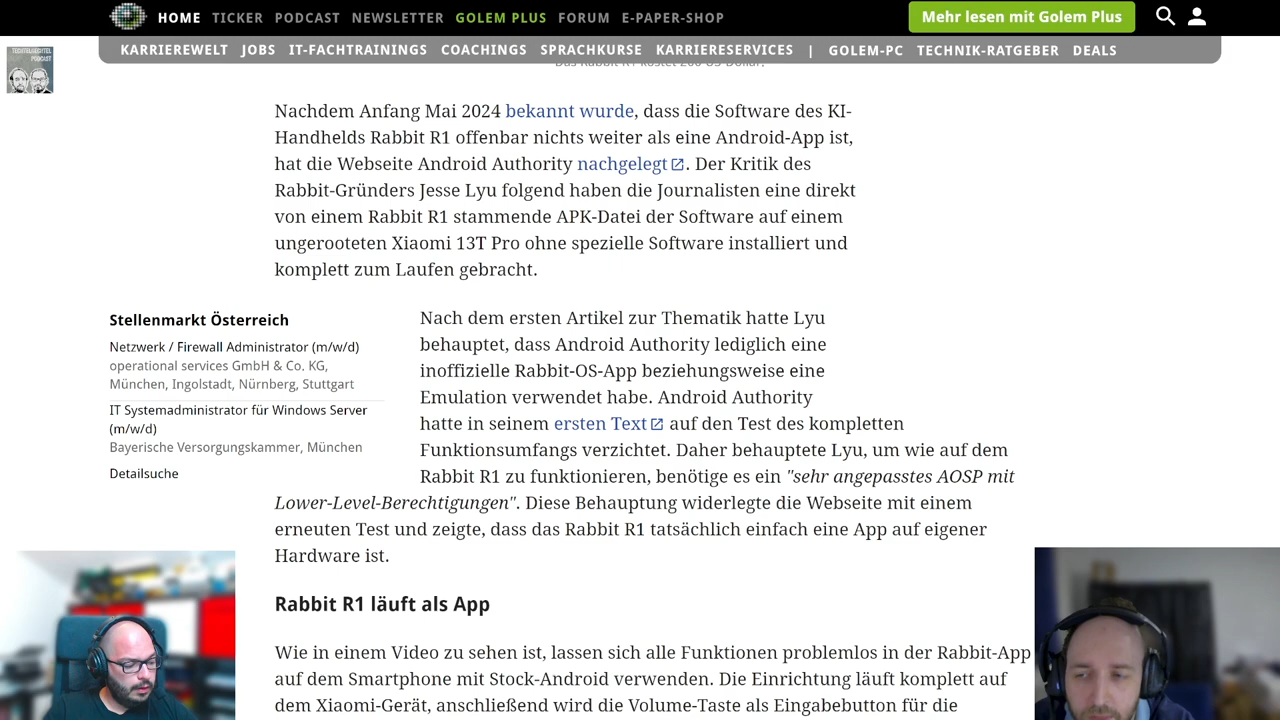 HOME TICKER PODCAST NEWSLETTER GOLEM PLUS FORUM E-PAPER-SHOP
Mehr lesen mit Golem Plus
KARRIEREWELT JOBS IT-FACHTRAININGS COACHINGS SPRACHKURSE KARRIERESERVICES | GOLEM-PC TECHNIK-RATGEBER DEALS
Das Rabbit R1 kostet 200 US-Dollar.
Nachdem Anfang Mai 2024 bekannt wurde, dass die Software des KI-
Handhelds Rabbit R1 offenbar nichts weiter als eine Android-App ist,
hat die Webseite Android Authority nachgelegt. Der Kritik des
Rabbit-Gründers Jesse Lyu folgend haben die Journalisten eine direkt
von einem Rabbit R1 stammende APK-Datei der Software auf einem
ungerooteten Xiaomi 13T Pro ohne spezielle Software installiert und
komplett zum Laufen gebracht.
Stellenmarkt Österreich
Netzwerk / Firewall Administrator (m/w/d)
operational services GmbH & Co. KG,
München, Ingolstadt, Nürnberg, Stuttgart
IT Systemadministrator für Windows Server
(m/w/d)
Bayerische Versorgungskammer, München
Detailsuche
Nach dem ersten Artikel zur Thematik hatte Lyu
behauptet, dass Android Authority lediglich eine
inoffizielle Rabbit-OS-App beziehungsweise eine
Emulation verwendet habe. Android Authority
hatte in seinem ersten Text auf den Test des kompletten
Funktionsumfangs verzichtet. Daher behauptete Lyu, um wie auf dem
Rabbit R1 zu funktionieren, benötige es ein "sehr angepasstes AOSP mit
Lower-Level-Berechtigungen". Diese Behauptung widerlegte die Webseite mit einem
erneuten Test und zeigte, dass das Rabbit R1 tatsächlich einfach eine App auf eigener
Hardware ist.
Rabbit R1 läuft als App
Wie in einem Video zu sehen ist, lassen sich alle Funktionen problemlos in der Rabbit-App
auf dem Smartphone mit Stock-Android verwenden. Die Einrichtung läuft komplett auf
dem Xiaomi-Gerät, anschließend wird die Volume-Taste als Eingabebutton für die